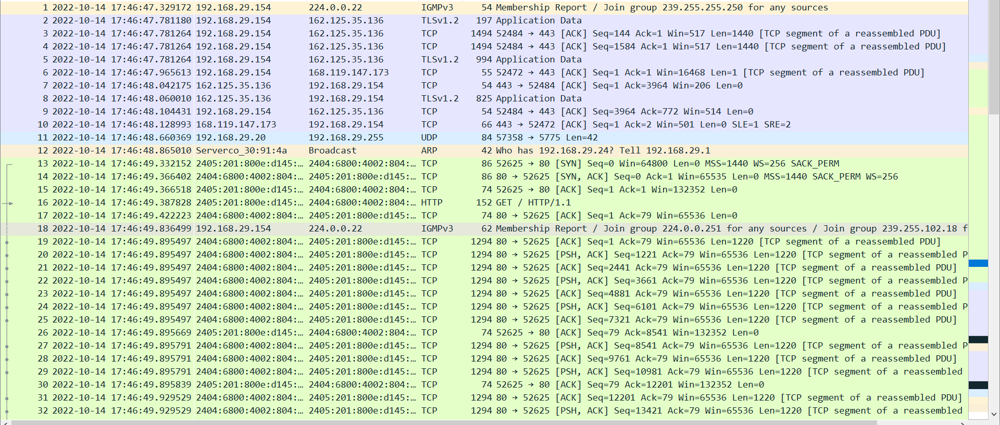 1 2022-10-14 17:46:47.329172 192.168.29.154 224.0.0.22 IGMPv3 54 Membership Report / Join group 239.255.255.250 for any sources
2 2022-10-14 17:46:47.781180 192.168.29.154 162.125.35.136 TLSv1.2 197 Application Data
3 2022-10-14 17:46:47.781264 192.168.29.154 162.125.35.136 TCP 1494 52484 → 443 [ACK] Seq=144 Ack=1 Win=517 Len=1440 [TCP segment of a reassembled PDU]
4 2022-10-14 17:46:47.781264 192.168.29.154 162.125.35.136 TCP 1494 52484 → 443 [ACK] Seq=1584 Ack=1 Win=517 Len=1440 [TCP segment of a reassembled PDU]
5 2022-10-14 17:46:47.781264 192.168.29.154 162.125.35.136 TLSv1.2 994 Application Data
6 2022-10-14 17:46:47.965613 192.168.29.154 168.119.147.173 TCP 55 52472 → 443 [ACK] Seq=1 Ack=1 Win=16468 Len=1 [TCP segment of a reassembled PDU]
7 2022-10-14 17:46:48.042175 162.125.35.136 192.168.29.154 TCP 54 443 → 52484 [ACK] Seq=1 Ack=3964 Win=206 Len=0
8 2022-10-14 17:46:48.060010 162.125.35.136 192.168.29.154 TLSv1.2 825 Application Data
9 2022-10-14 17:46:48.104431 192.168.29.154 162.125.35.136 TCP 54 52484 → 443 [ACK] Seq=3964 Ack=772 Win=514 Len=0
10 2022-10-14 17:46:48.128993 168.119.147.173 192.168.29.154 TCP 66 443 → 52472 [ACK] Seq=1 Ack=2 Win=501 Len=0 SLE=1 SRE=2
11 2022-10-14 17:46:48.660369 192.168.29.20 192.168.29.255 UDP 84 57358 → 5775 Len=42
12 2022-10-14 17:46:48.865010 Serverco_30:91:4a Broadcast ARP 42 Who has 192.168.29.24? Tell 192.168.29.1
13 2022-10-14 17:46:49.332152 2405:201:800e:d145:… 2404:6800:4002:804:… TCP 86 52625 → 80 [SYN] Seq=0 Win=64800 Len=0 MSS=1440 WS=256 SACK_PERM
14 2022-10-14 17:46:49.366402 2404:6800:4002:804:… 2405:201:800e:d145:… TCP 86 80 → 52625 [SYN, ACK] Seq=0 Ack=1 Win=65535 Len=0 MSS=1440 SACK_PERM WS=256
15 2022-10-14 17:46:49.366518 2405:201:800e:d145:… 2404:6800:4002:804:… TCP 74 52625 → 80 [ACK] Seq=1 Ack=1 Win=132352 Len=0
16 2022-10-14 17:46:49.387828 2405:201:800e:d145:… 2404:6800:4002:804:… HTTP 152 GET / HTTP/1.1
17 2022-10-14 17:46:49.422223 2404:6800:4002:804:… 2405:201:800e:d145:… TCP 74 80 → 52625 [ACK] Seq=1 Ack=79 Win=65536 Len=0
18 2022-10-14 17:46:49.836499 192.168.29.154 224.0.0.22 IGMPv3 62 Membership Report / Join group 224.0.0.251 for any sources / Join group 239.255.102.18 f
19 2022-10-14 17:46:49.895497 2404:6800:4002:804:… 2405:201:800e:d145:… TCP 1294 80 → 52625 [ACK] Seq=1 Ack=79 Win=65536 Len=1220 [TCP segment of a reassembled PDU]
20 2022-10-14 17:46:49.895497 2404:6800:4002:804:… 2405:201:800e:d145:… TCP 1294 80 → 52625 [PSH, ACK] Seq=1221 Ack=79 Win=65536 Len=1220 [TCP segment of a reassembled P
21 2022-10-14 17:46:49.895497 2404:6800:4002:804:… 2405:201:800e:d145:… TCP 1294 80 → 52625 [ACK] Seq=2441 Ack=79 Win=65536 Len=1220 [TCP segment of a reassembled PDU]
22 2022-10-14 17:46:49.895497 2404:6800:4002:804:… 2405:201:800e:d145:… TCP 1294 80 → 52625 [PSH, ACK] Seq=3661 Ack=79 Win=65536 Len=1220 [TCP segment of a reassembled P
23 2022-10-14 17:46:49.895497 2404:6800:4002:804:… 2405:201:800e:d145:… TCP 1294 80 → 52625 [ACK] Seq=4881 Ack=79 Win=65536 Len=1220 [TCP segment of a reassembled PDU]
24 2022-10-14 17:46:49.895497 2404:6800:4002:804:… 2405:201:800e:d145:… TCP 1294 80 → 52625 [PSH, ACK] Seq=6101 Ack=79 Win=65536 Len=1220 [TCP segment of a reassembled P
25 2022-10-14 17:46:49.895497 2404:6800:4002:804:… 2405:201:800e:d145:… TCP 1294 80 → 52625 [ACK] Seq=7321 Ack=79 Win=65536 Len=1220 [TCP segment of a reassembled PDU]
26 2022-10-14 17:46:49.895669 2405:201:800e:d145:… 2404:6800:4002:804:… TCP 74 52625 → 80 [ACK] Seq=79 Ack=8541 Win=132352 Len=0
27 2022-10-14 17:46:49.895791 2404:6800:4002:804:… 2405:201:800e:d145:… TCP 1294 80 → 52625 [PSH, ACK] Seq=8541 Ack=79 Win=65536 Len=1220 [TCP segment of a reassembled P
28 2022-10-14 17:46:49.895791 2404:6800:4002:804:… 2405:201:800e:d145:… TCP 1294 80 → 52625 [ACK] Seq=9761 Ack=79 Win=65536 Len=1220 [TCP segment of a reassembled PDU]
29 2022-10-14 17:46:49.895791 2404:6800:4002:804:… 2405:201:800e:d145:… TCP 1294 80 → 52625 [PSH, ACK] Seq=10981 Ack=79 Win=65536 Len=1220 [TCP segment of a reassembled
30 2022-10-14 17:46:49.895839 2405:201:800e:d145:… 2404:6800:4002:804:… TCP 74 52625 → 80 [ACK] Seq=79 Ack=12201 Win=132352 Len=0
31 2022-10-14 17:46:49.929529 2404:6800:4002:804:… 2405:201:800e:d145:… TCP 1294 80 → 52625 [ACK] Seq=12201 Ack=79 Win=65536 Len=1220 [TCP segment of a reassembled PDU]
32 2022-10-14 17:46:49.929529 2404:6800:4002:804:… 2405:201:800e:d145:… TCP 1294 80 → 52625 [PSH, ACK] Seq=13421 Ack=79 Win=65536 Len=1220 [TCP segment of a reassembled